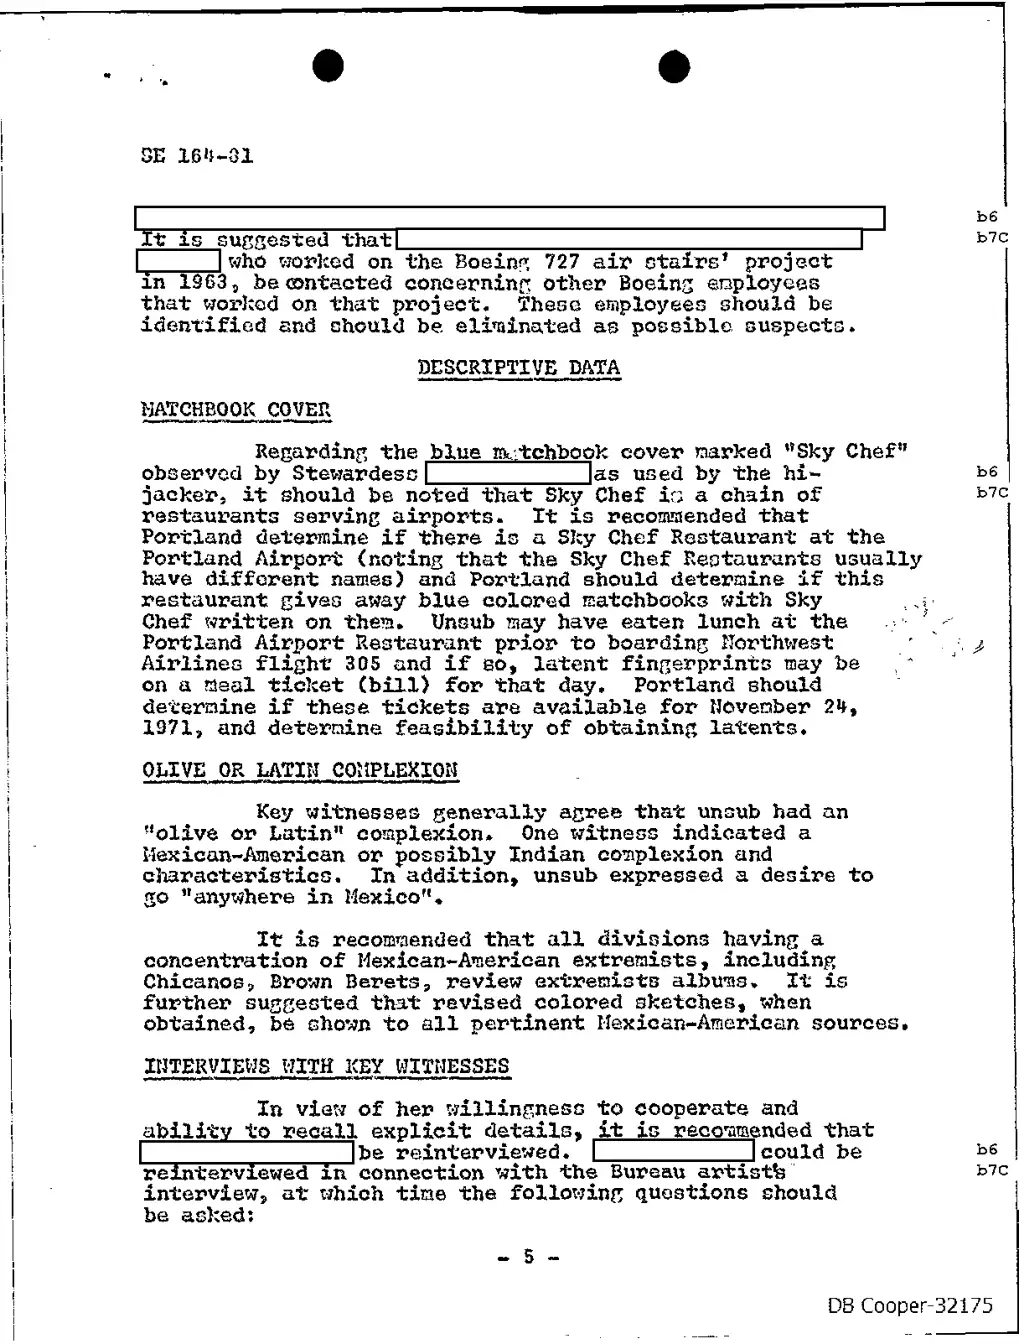 SE 164-81
b6
It is suggested that
b7C
who worked on the Boeing 727 air stairs' project
in 1963, be contacted concerning other Boeing employees
that worked on that project. These employees should be
identified and should be eliminated as possible suspects.
DESCRIPTIVE DATA
MATCHBOOK COVER
Regarding the blue matchbook cover marked "Sky Chef"
observed by Stewardess as used by the hi-
b6
jacker, it should be noted that Sky Chef is a chain of
b7C
restaurants serving airports. It is recommended that
Portland determine if there is a Sky Chef Restaurant at the
Portland Airport (noting that the Sky Chef Restaurants usually
have different names) and Portland should determine if this
restaurant gives away blue colored matchbooks with Sky
Chef written on them. Unsub may have eaten lunch at the
Portland Airport Restaurant prior to boarding Northwest
Airlines flight 305 and if so, latent fingerprints may be
on a meal ticket (bill) for that day. Portland should
determine if these tickets are available for November 24,
1971, and determine feasibility of obtaining latents.
OLIVE OR LATIN COMPLEXION
Key witnesses generally agree that unsub had an
"olive or Latin" complexion. One witness indicated a
Mexican-American or possibly Indian complexion and
characteristics. In addition, unsub expressed a desire to
go "anywhere in Mexico".
It is recommended that all divisions having a
concentration of Mexican-American extremists, including
Chicanos, Brown Berets, review extremists albums. It is
further suggested that revised colored sketches, when
obtained, be shown to all pertinent Mexican-American sources.
INTERVIEWS WITH KEY WITNESSES
In view of her willingness to cooperate and
ability to recall explicit details, it is recommended that
be reinterviewed. could be
b6
reinterviewed in connection with the Bureau artist's
b7C
interview, at which time the following questions should
be asked:
- 5 -
DB Cooper-32175